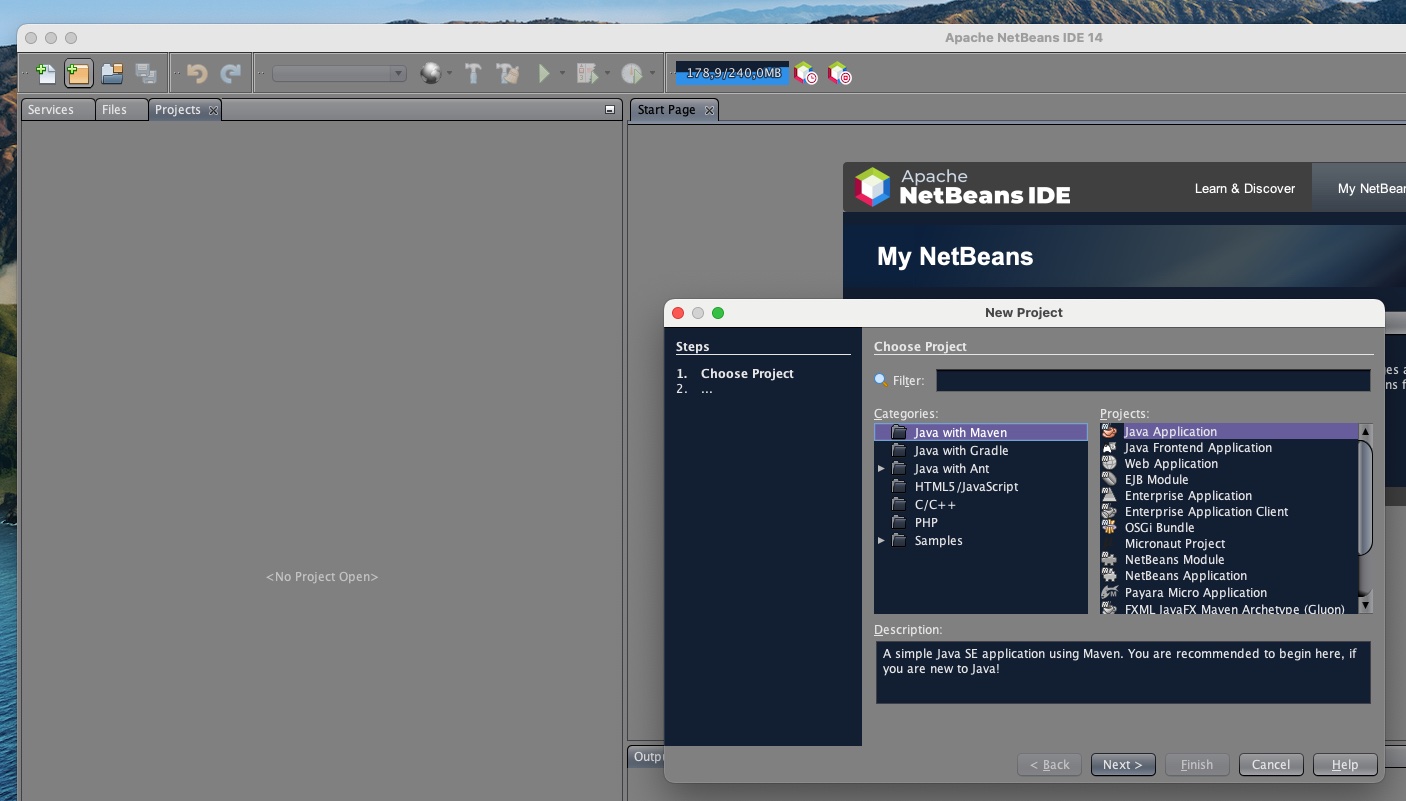 Apache NetBeans IDE 14
178,9/240,0MB
Services
Files
Projects
Start Page
Apache
NetBeans IDE
Learn & Discover
My NetBeans
<No Project Open>
New Project
Steps
1. Choose Project
2. ...
Choose Project
Filter:
Categories:
Java with Maven
Java with Gradle
Java with Ant
HTML5/JavaScript
C/C++
PHP
Samples
Projects:
Java Application
Java Frontend Application
Web Application
EJB Module
Enterprise Application
Enterprise Application Client
OSGi Bundle
Micronaut Project
NetBeans Module
NetBeans Application
Payara Micro Application
FXML JavaFX Maven Archetype (Gluon)
Description:
A simple Java SE application using Maven. You are recommended to begin here, if
you are new to Java!
< Back
Next >
Finish
Cancel
Help